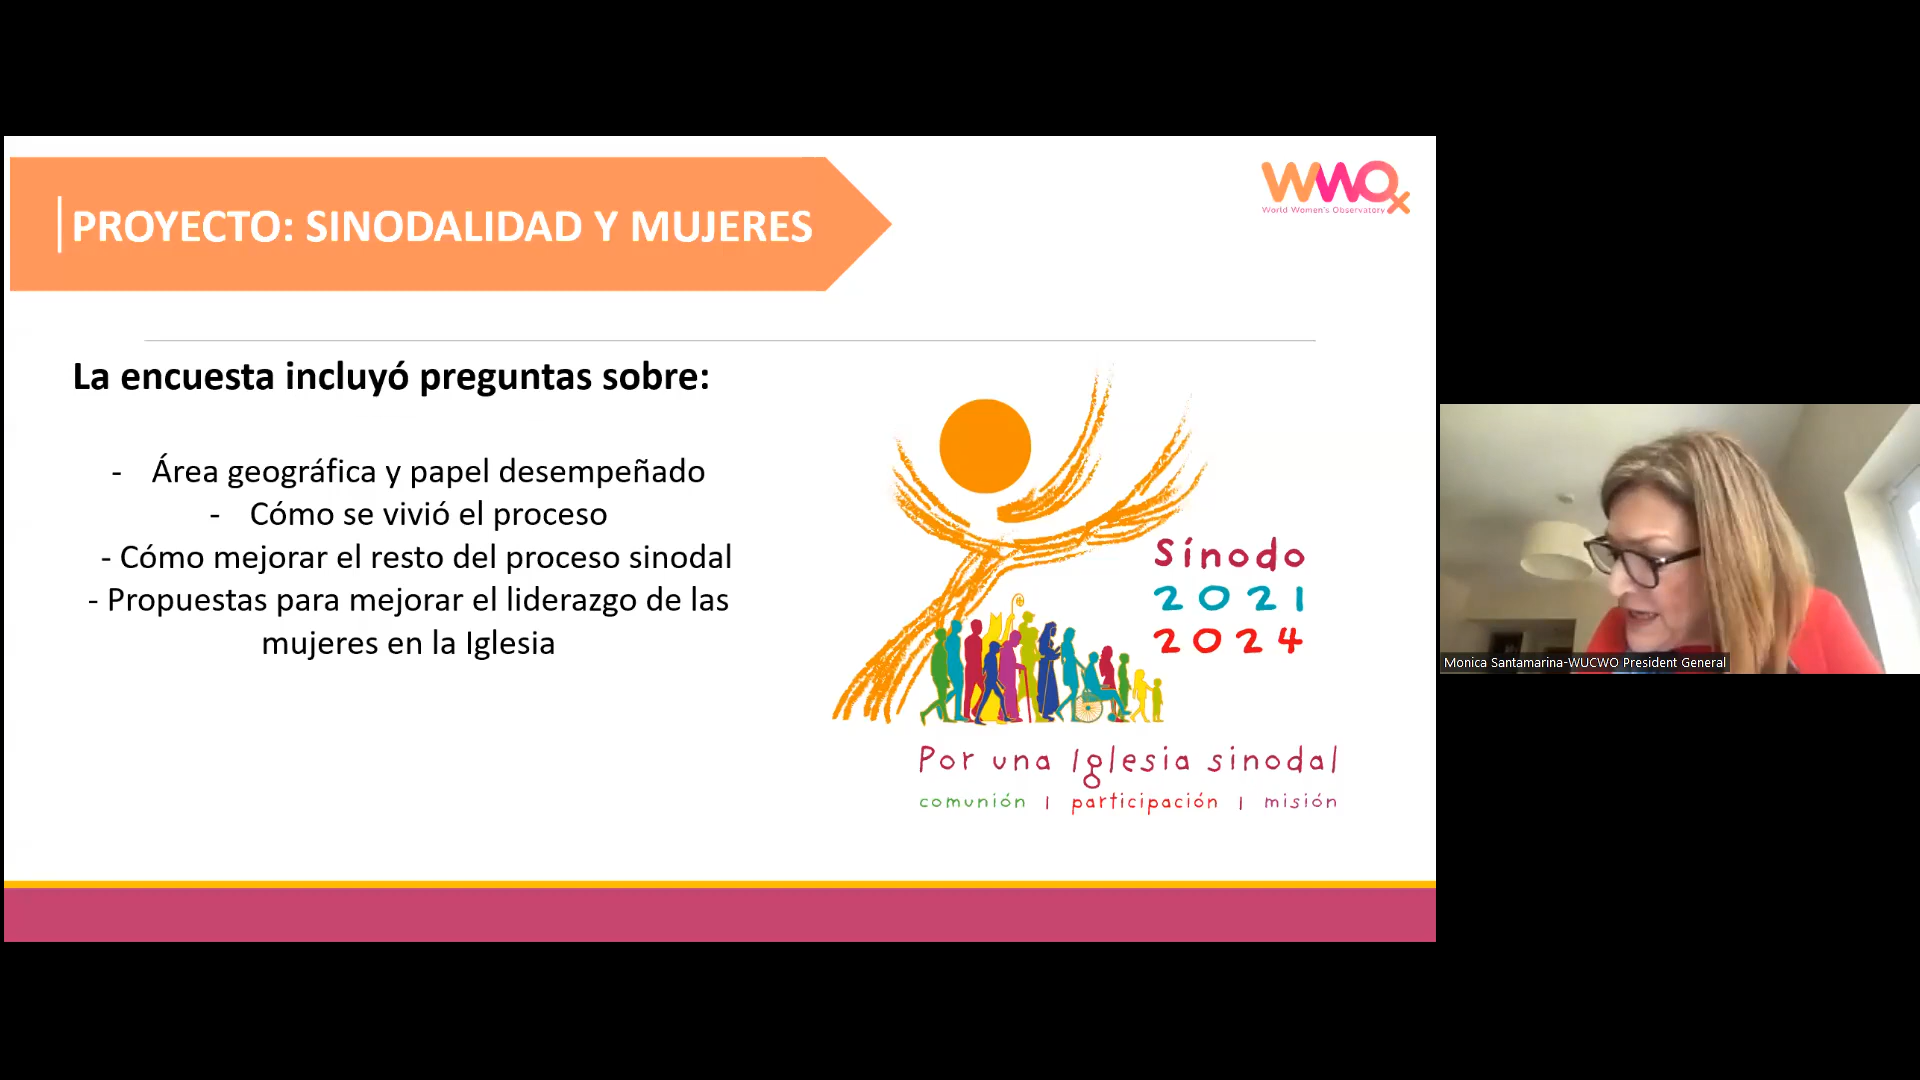 PROYECTO: SINODALIDAD Y MUJERES
WWO
World Women's Observatory
La encuesta incluyó preguntas sobre:
- Área geográfica y papel desempeñado
- Cómo se vivió el proceso
- Cómo mejorar el resto del proceso sinodal
- Propuestas para mejorar el liderazgo de las
mujeres en la Iglesia
Sínodo
2021
2024
Por una Iglesia sinodal
comunión | participación | misión
Monica Santamarina-WUCWO President General